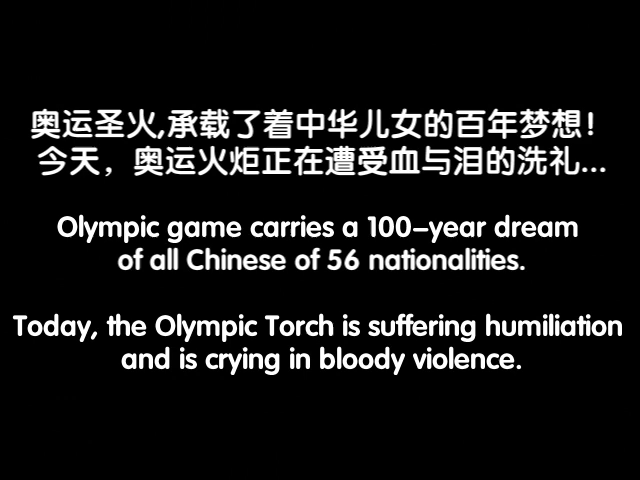 奥运圣火,承载了着中华儿女的百年梦想！
今天，奥运火炬正在遭受血与泪的洗礼...
Olympic game carries a 100-year dream
of all Chinese of 56 nationalities.
Today, the Olympic Torch is suffering humiliation
and is crying in bloody violence.